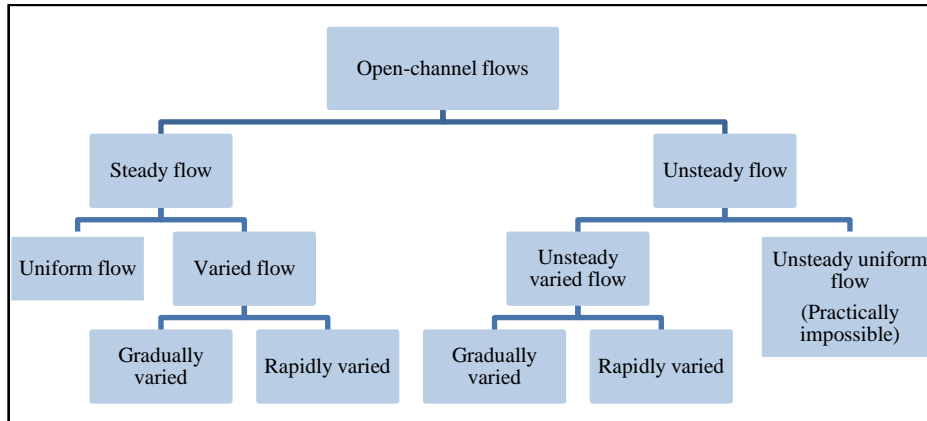 Open-channel flows
Steady flow
Unsteady flow
Uniform flow
Varied flow
Unsteady
varied flow
Unsteady uniform
flow
(Practically
impossible)
Gradually
varied
Rapidly varied
Gradually
varied
Rapidly varied